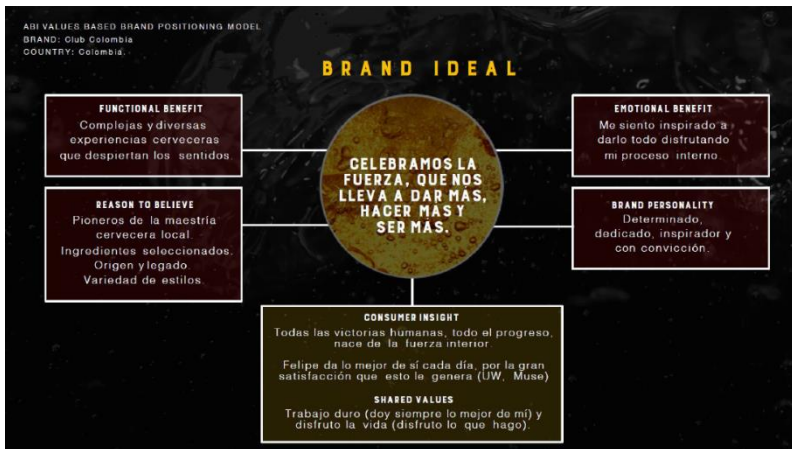 ABI VALUES BASED BRAND POSITIONING MODEL
BRAND: Club Colombia
COUNTRY: Colombia.
BRAND IDEAL
FUNCTIONAL BENEFIT
Complejas y diversas
experiencias cerveceras
que despiertan los sentidos.
REASON TO BELIEVE
Pioneros de la maestría
cervecera local.
Ingredientes seleccionados.
Origen y legado.
Variedad de estilos.
CELEBRAMOS LA
FUERZA, QUE NOS
LLEVA A DAR MÁS,
HACER MAS Y
SER MÁS.
EMOTIONAL BENEFIT
Me siento inspirado a
darlo todo disfrutando
mi proceso interno.
BRAND PERSONALITY
Determinado,
dedicado, inspirador y
con convicción.
CONSUMER INSIGHT
Todas las victorias humanas, todo el progreso,
nace de la fuerza interior.
Felipe da lo mejor de sí cada día, por la gran
satisfacción que esto le genera (UW, Muse)
SHARED VALUES
Trabajo duro (doy siempre lo mejor de mí) y
disfruto la vida (disfruto lo que hago).